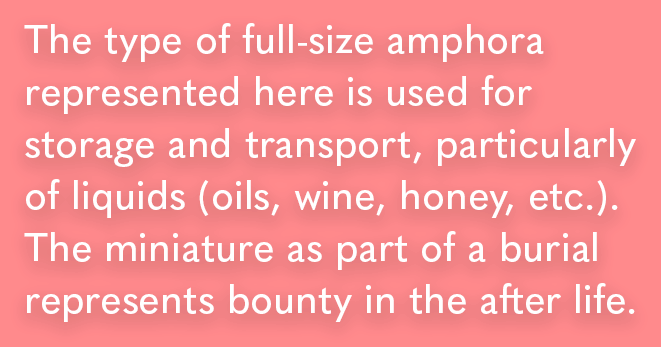 The type of full-size amphora
represented here is used for
storage and transport, particularly
of liquids (oils, wine, honey, etc.).
The miniature as part of a burial
represents bounty in the after life.